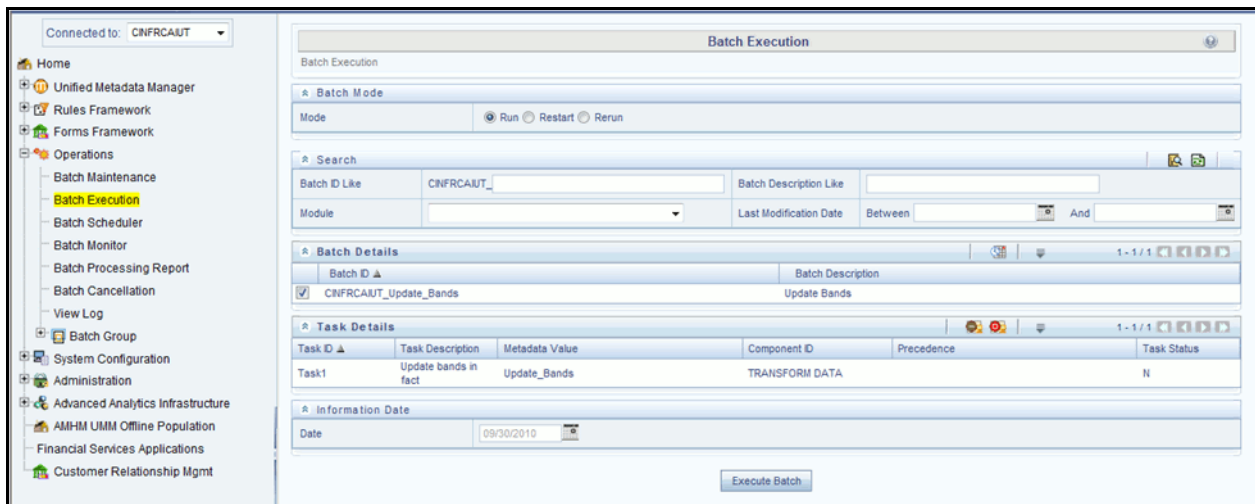 Connected to: CINFRCAIUT
Home
Unified Metadata Manager
Rules Framework
Forms Framework
Operations
Batch Maintenance
Batch Execution
Batch Scheduler
Batch Monitor
Batch Processing Report
Batch Cancellation
View Log
Batch Group
System Configuration
Administration
Advanced Analytics Infrastructure
AMHM UMM Offline Population
Financial Services Applications
Customer Relationship Mgmt
Batch Execution
Batch Execution
Batch Mode
Mode Run Restart Rerun
Search
Batch ID Like CINFRCAIUT_ Batch Description Like
Module Last Modification Date Between And
Batch Details 1 - 1 / 1
Batch ID Batch Description
CINFRCAIUT_Update_Bands Update Bands
Task Details 1 - 1 / 1
Task ID Task Description Metadata Value Component ID Precedence Task Status
Task1 Update bands in fact Update_Bands TRANSFORM DATA N
Information Date
Date 09/30/2010
Execute Batch